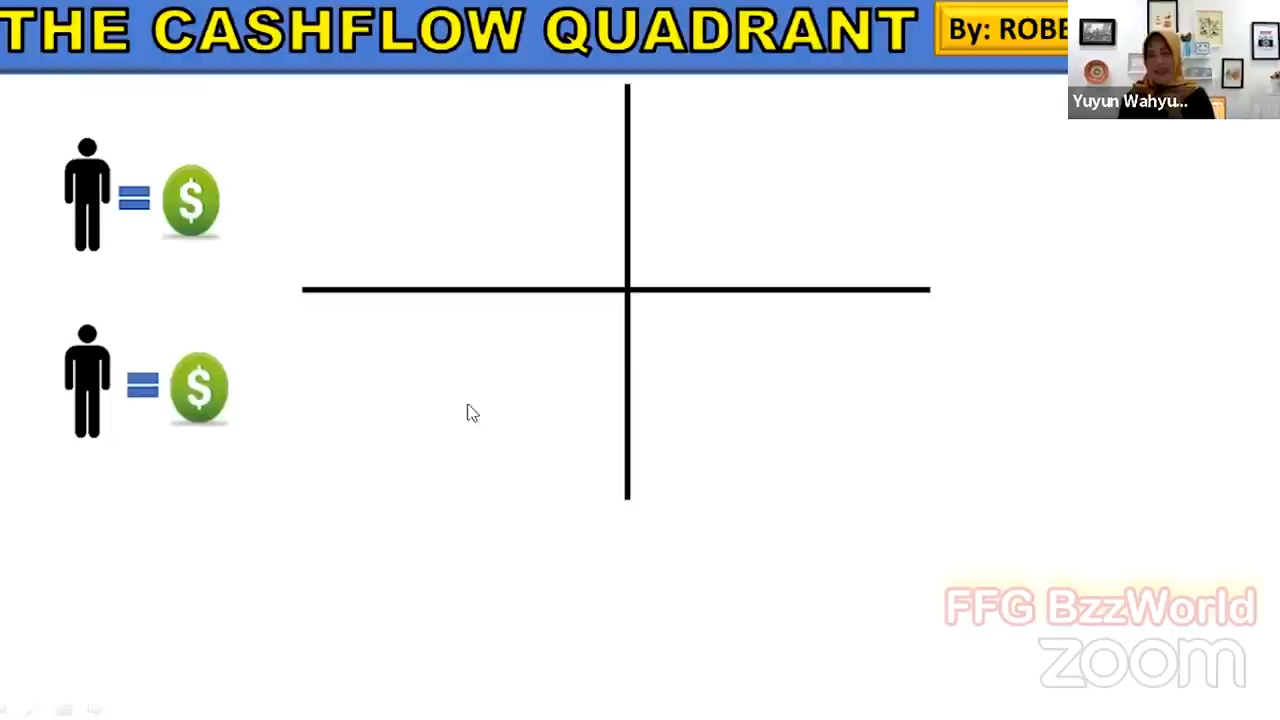 THE CASHFLOW QUADRANT
By: ROBE
Yuyun Wahyu...
$
$
FFG BzzWorld
zoom